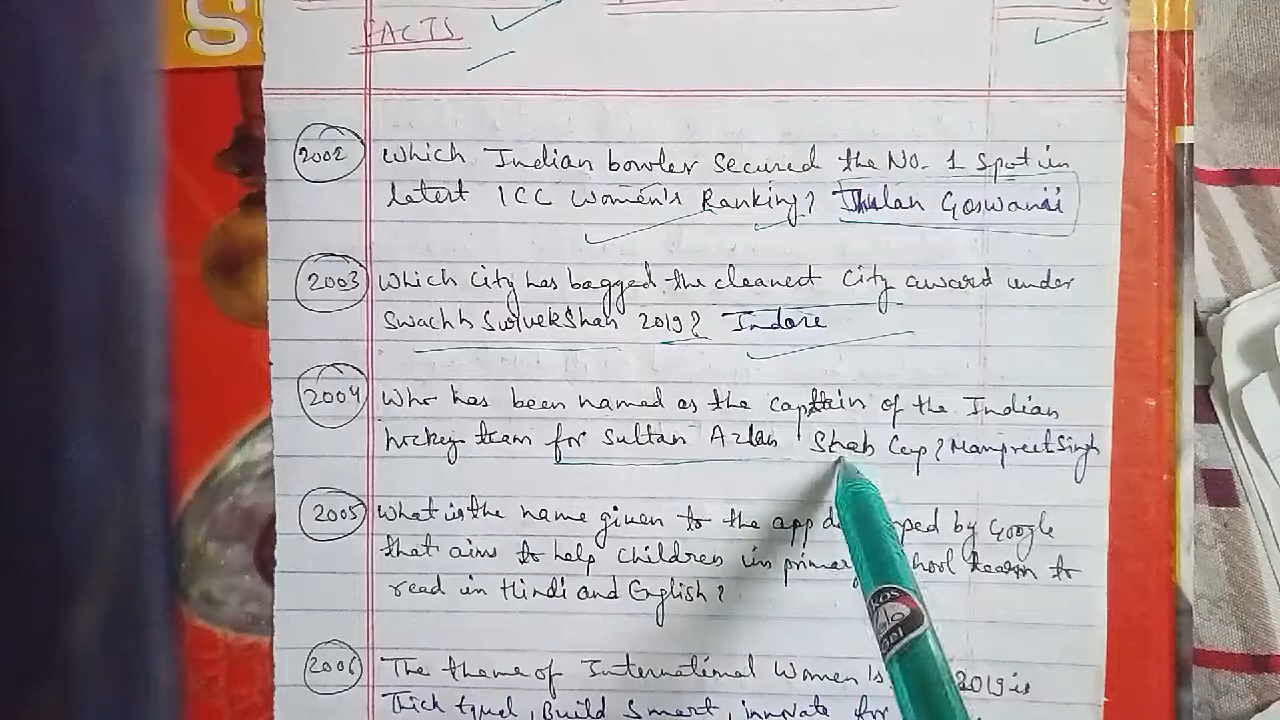 S
FACTS
2002 Which Indian bowler secured the No. 1 spot in
latest ICC Women's Ranking? Jhulan Goswami
2003 Which city has bagged the cleanest city award under
Swachh Survekshan 2019? Indore
2004 Who has been named as the captain of the Indian
hockey team for Sultan Azlan Shah Cup? Manpreet Singh
2005 What is the name given to the app by Google
that aims to help children in primary learn to
read in Hindi and English?
2006 The theme of International Women's 2019 is
Think Equal, Build Smart, innovate for